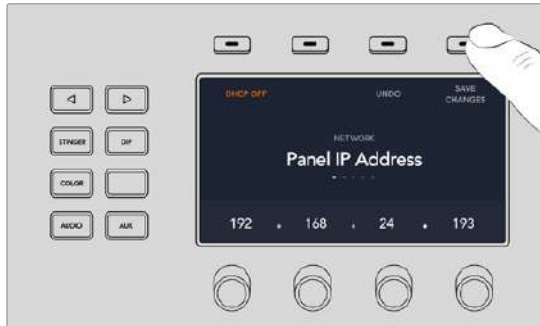 DHCP OFF UNDO SAVE CHANGES
NETWORK
Panel IP Address
192 . 168 . 24 . 193
◁ ▷
STINGER DIP
COLOR
AUDIO AUX